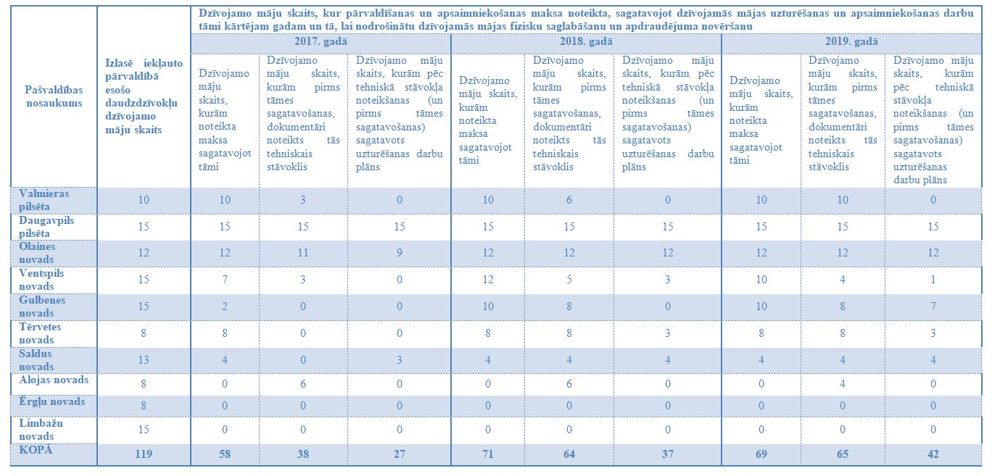 Dzīvojamo māju skaits, kur pārvaldīšanas un apsaimniekošanas maksa noteikta, sagatavojot dzīvojamās mājas uzturēšanas un apsaimniekošanas darbu
tāmi kārtējam gadam un tā, lai nodrošinātu dzīvojamās mājas fizisku saglabāšanu un apdraudējuma novēršanu
2017. gadā 2018. gadā 2019. gadā
Pašvaldības
nosaukums
Izlasē iekļauto
pārvaldībā
esošo
daudzdzīvokļu
dzīvojamo
māju skaits
Dzīvojamo
māju
skaits,
kurām
noteikta
maksa
sagatavojot
tāmi
Dzīvojamo
māju skaits,
kurām pirms
tāmes
sagatavošanas,
dokumentāri
noteikts tās
tehniskais
stāvoklis
Dzīvojamo māju
skaits, kurām pēc
tehniskā stāvokļa
noteikšanas (un
pirms tāmes
sagatavošanas)
sagatavots
uzturēšanas darbu
plāns
Dzīvojamo
māju skaits,
kurām
noteikta
maksa
sagatavojot
tāmi
Dzīvojamo
māju skaits,
kurām pirms
tāmes
sagatavošanas,
dokumentāri
noteikts tās
tehniskais
stāvoklis
Dzīvojamo māju
skaits, kurām pēc
tehniskā stāvokļa
noteikšanas (un
pirms tāmes
sagatavošanas)
sagatavots
uzturēšanas darbu
plāns
Dzīvojamo
māju skaits,
kurām
noteikta
maksa
sagatavojot
tāmi
Dzīvojamo
māju skaits,
kurām pirms
tāmes
sagatavošanas,
dokumentāri
noteikts tās
tehniskais
stāvoklis
Dzīvojamo māju
skaits, kurām
pēc tehniskā
stāvokļa
noteikšanas (un
pirms tāmes
sagatavošanas)
sagatavots
uzturēšanas
darbu plāns
Valmieras
pilsēta
10 10 3 0 10 6 0 10 10 0
Daugavpils
pilsēta
15 15 15 15 15 15 15 15 15 15
Olaines
novads
12 12 11 9 12 12 12 12 12 12
Ventspils
novads
15 7 3 0 12 5 3 10 4 1
Gulbenes
novads
15 2 0 0 10 8 0 10 8 7
Tērvetes
novads
8 8 0 0 8 8 3 8 8 3
Saldus
novads
13 4 0 3 4 4 4 4 4 4
Alojas novads 8 0 6 0 0 6 0 0 4 0
Ērgļu novads 8 0 0 0 0 0 0 0 0 0
Limbažu
novads
15 0 0 0 0 0 0 0 0 0
KOPĀ 119 58 38 27 71 64 37 69 65 42